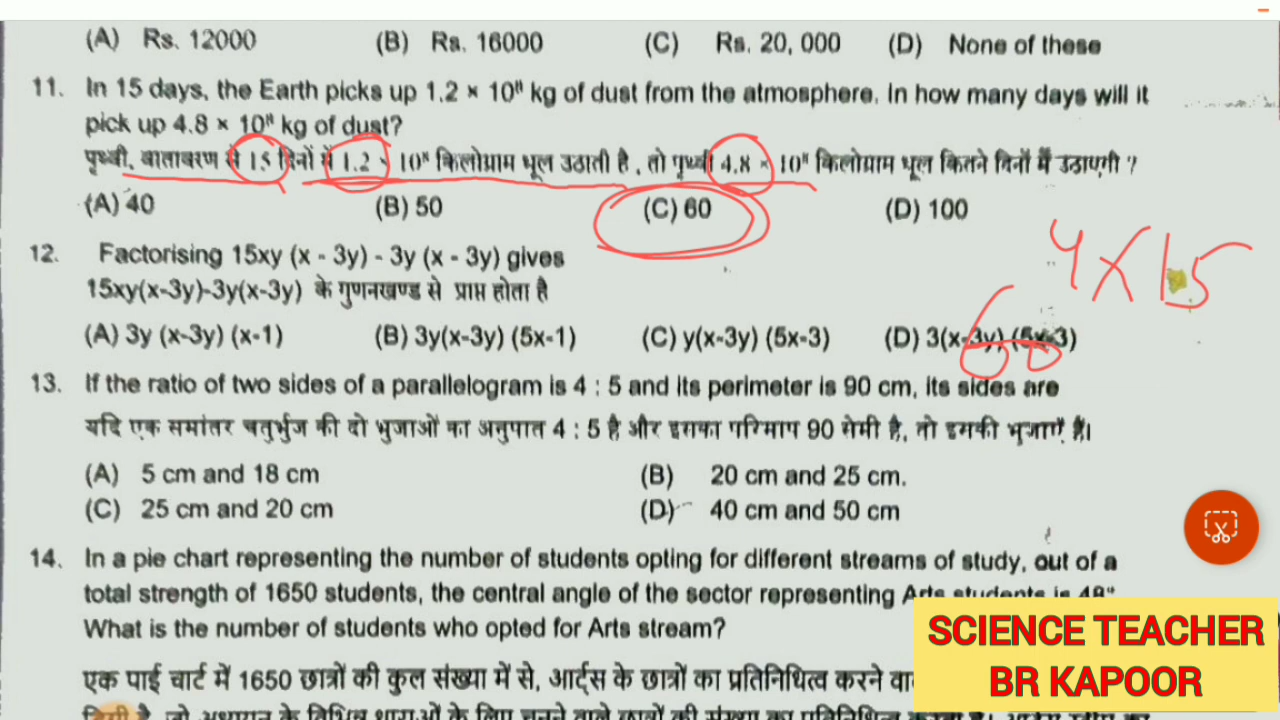 (A) Rs. 12000 (B) Rs. 16000 (C) Rs. 20, 000 (D) None of these
11. In 15 days, the Earth picks up 1.2 × 10⁸ kg of dust from the atmosphere. In how many days will it
pick up 4.8 × 10⁸ kg of dust?
पृथ्वी, वातावरण से 15 दिनों में 1.2 × 10⁸ किलोग्राम धूल उठाती है , तो पृथ्वी 4.8 × 10⁸ किलोग्राम धूल कितने दिनों में उठाएगी ?
(A) 40 (B) 50 (C) 60 (D) 100
4 X 15
60
12. Factorising 15xy (x - 3y) - 3y (x - 3y) gives
15xy(x-3y)-3y(x-3y) के गुणनखण्ड से प्राप्त होता है
(A) 3y (x-3y) (x-1) (B) 3y(x-3y) (5x-1) (C) y(x-3y) (5x-3) (D) 3(x-3y) (5x-3)
13. If the ratio of two sides of a parallelogram is 4 : 5 and its perimeter is 90 cm, its sides are
यदि एक समांतर चतुर्भुज की दो भुजाओं का अनुपात 4 : 5 है और इसका परिमाप 90 सेमी है, तो इसकी भुजाएँ हैं।
(A) 5 cm and 18 cm (B) 20 cm and 25 cm.
(C) 25 cm and 20 cm (D) 40 cm and 50 cm
14. In a pie chart representing the number of students opting for different streams of study, out of a
total strength of 1650 students, the central angle of the sector representing Arts students is 48°.
What is the number of students who opted for Arts stream?
एक पाई चार्ट में 1650 छात्रों की कुल संख्या में से, आर्ट्स के छात्रों का प्रतिनिधित्व करने
SCIENCE TEACHER
BR KAPOOR